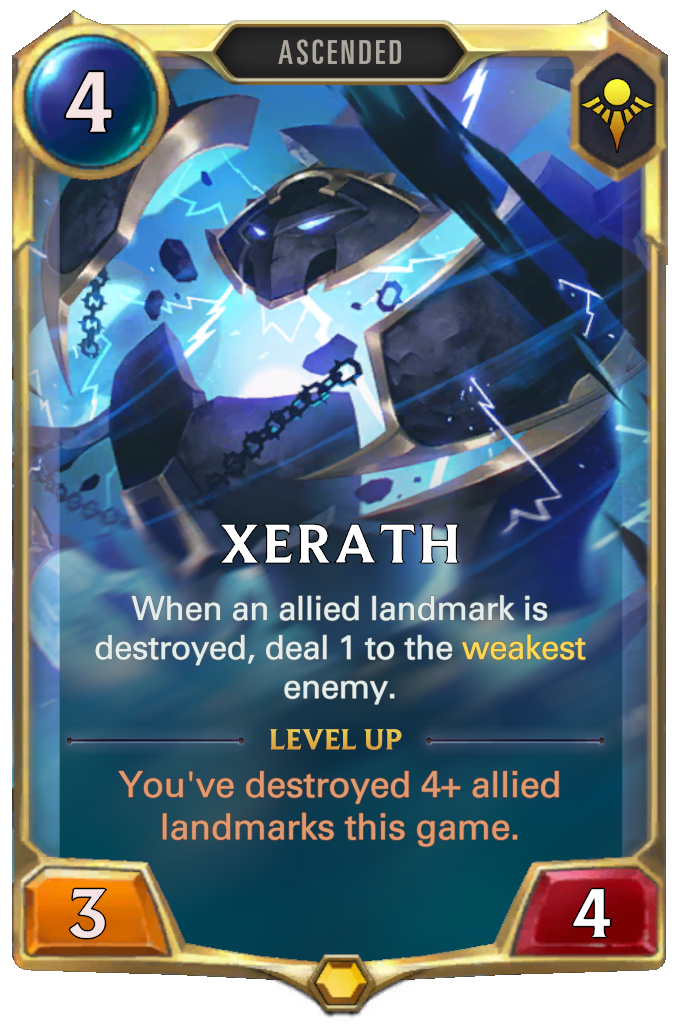 ASCENDED
4
XERATH
When an allied landmark is
destroyed, deal 1 to the weakest
enemy.
LEVEL UP
You've destroyed 4+ allied
landmarks this game.
3
4